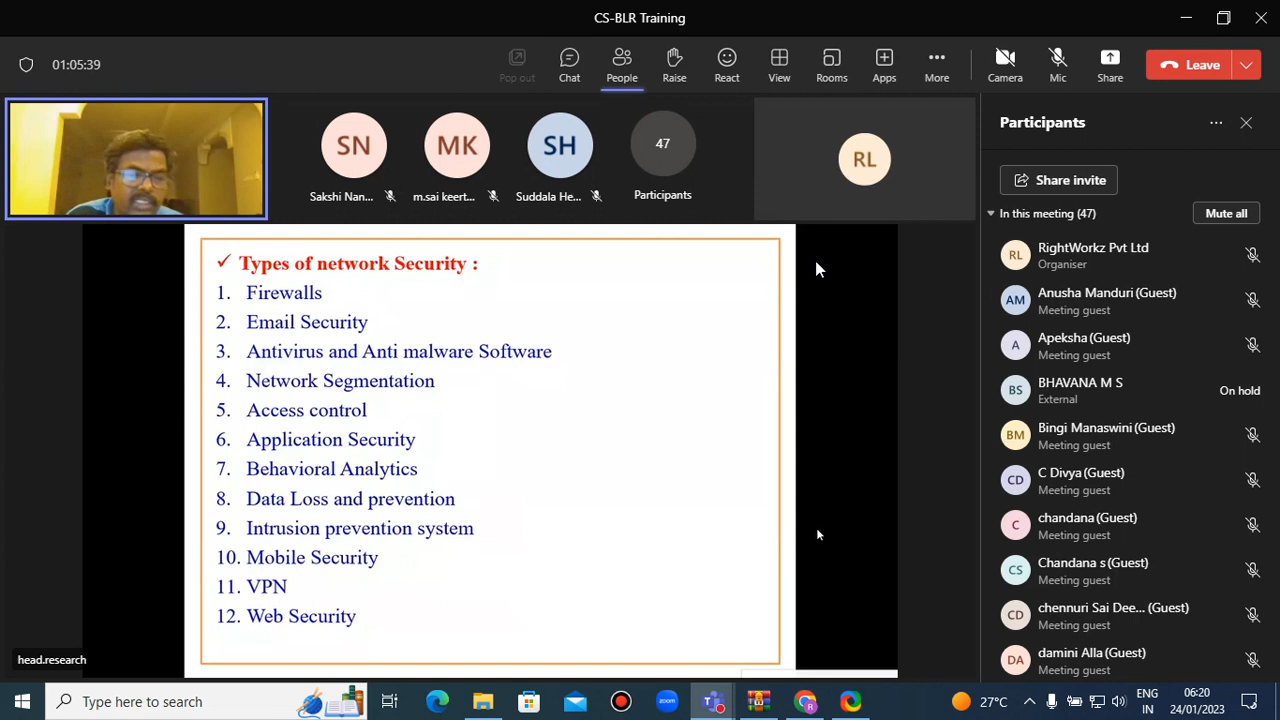 CS-BLR Training
01:05:39
Pop out
Chat
People
Raise
React
View
Rooms
Apps
More
Camera
Mic
Share
Leave
SN
MK
SH
47
RL
Sakshi Nan...
m.sai keert...
Suddala He...
Participants
Participants
Share invite
In this meeting (47)
Mute all
RL
RightWorkz Pvt Ltd
Organiser
AM
Anusha Manduri (Guest)
Meeting guest
A
Apeksha (Guest)
Meeting guest
BS
BHAVANA M S
External
On hold
BM
Bingi Manaswini (Guest)
Meeting guest
CD
C Divya (Guest)
Meeting guest
C
chandana (Guest)
Meeting guest
CS
Chandana s (Guest)
Meeting guest
CD
chennuri Sai Dee... (Guest)
Meeting guest
DA
damini Alla (Guest)
Meeting guest
✓ Types of network Security :
1. Firewalls
2. Email Security
3. Antivirus and Anti malware Software
4. Network Segmentation
5. Access control
6. Application Security
7. Behavioral Analytics
8. Data Loss and prevention
9. Intrusion prevention system
10. Mobile Security
11. VPN
12. Web Security
head.research
Type here to search
zoom
27°C
ENG
IN
06:20
24/01/2023